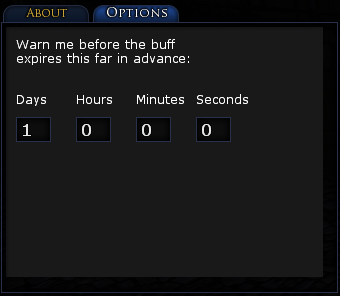 About Options
Warn me before the buff
expires this far in advance:
Days Hours Minutes Seconds
1 0 0 0